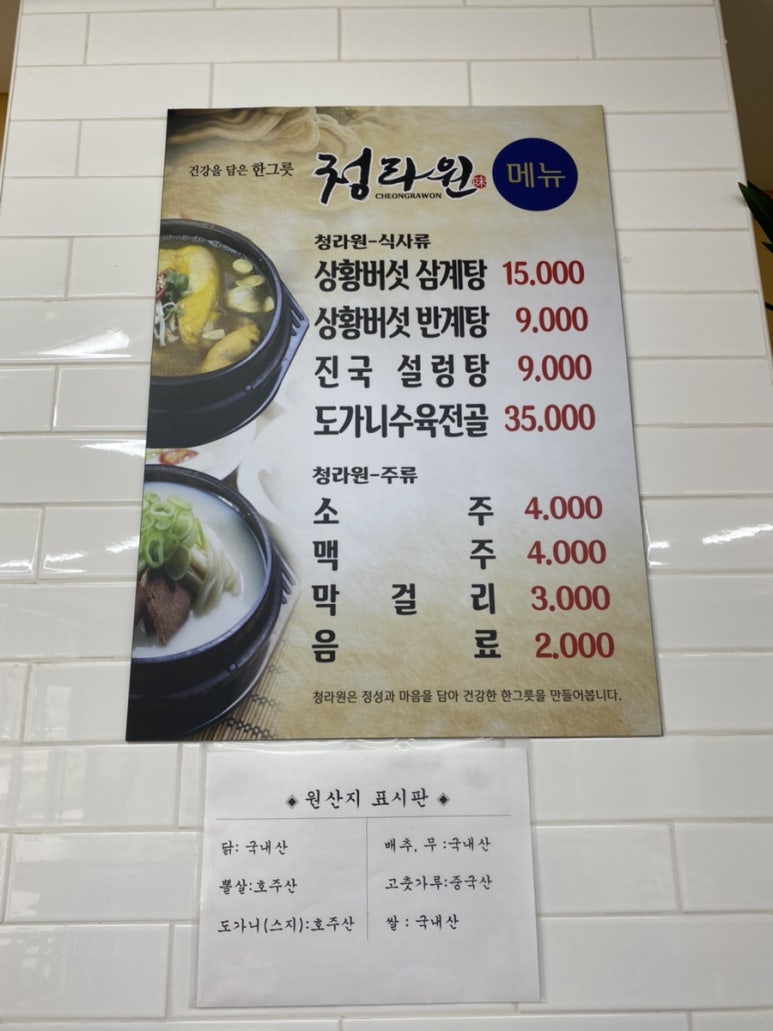 건강을 담은 한그릇
청라원 味
CHEONGRAWON
메뉴
청라원-식사류
상황버섯 삼계탕 15.000
상황버섯 반계탕 9.000
진국 설렁탕 9.000
도가니수육전골 35.000
청라원-주류
소 주 4.000
맥 주 4.000
막 걸 리 3.000
음 료 2.000
청라원은 정성과 마음을 담아 건강한 한그릇을 만들어봅니다.
◈ 원산지 표시판 ◈
닭: 국내산
뽈살:호주산
도가니(스지):호주산
배추, 무 :국내산
고춧가루:중국산
쌀 : 국내산